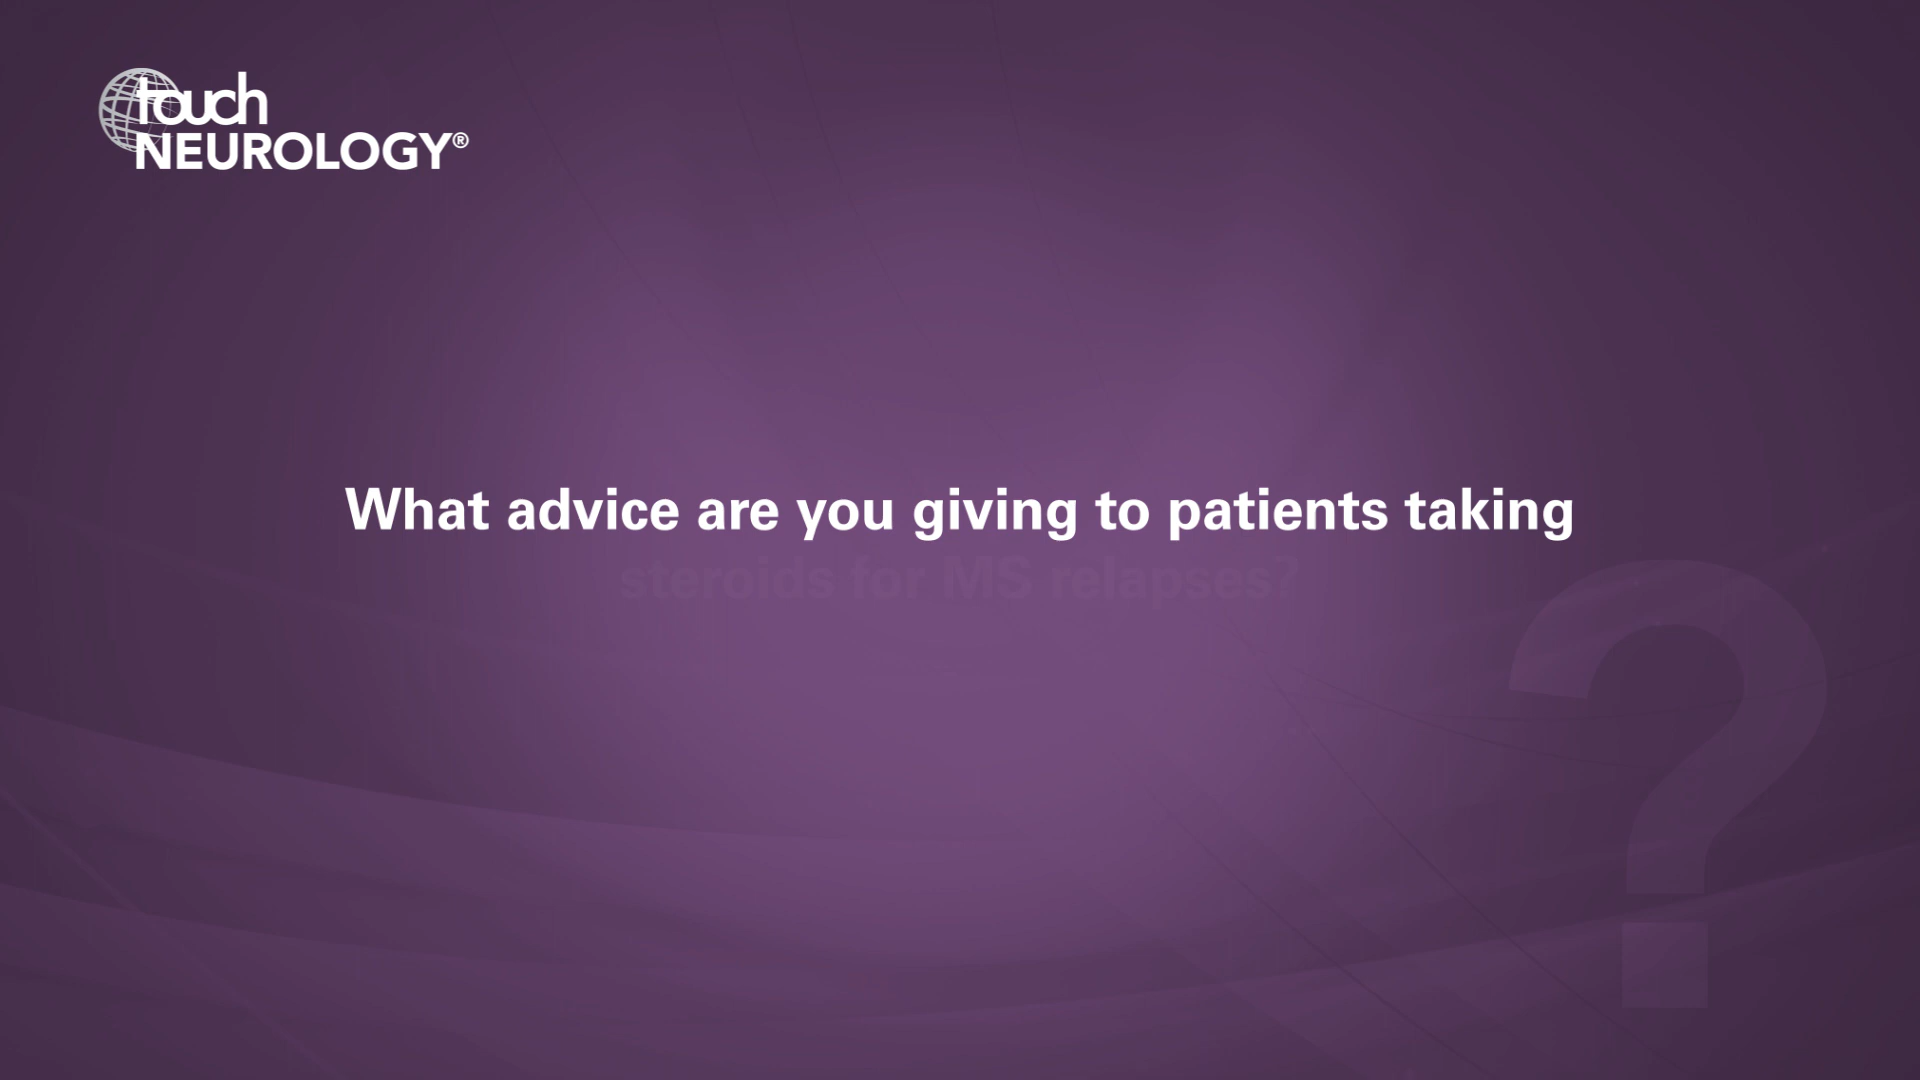 touch
NEUROLOGY®
What advice are you giving to patients taking
steroids for MS relapses?
?